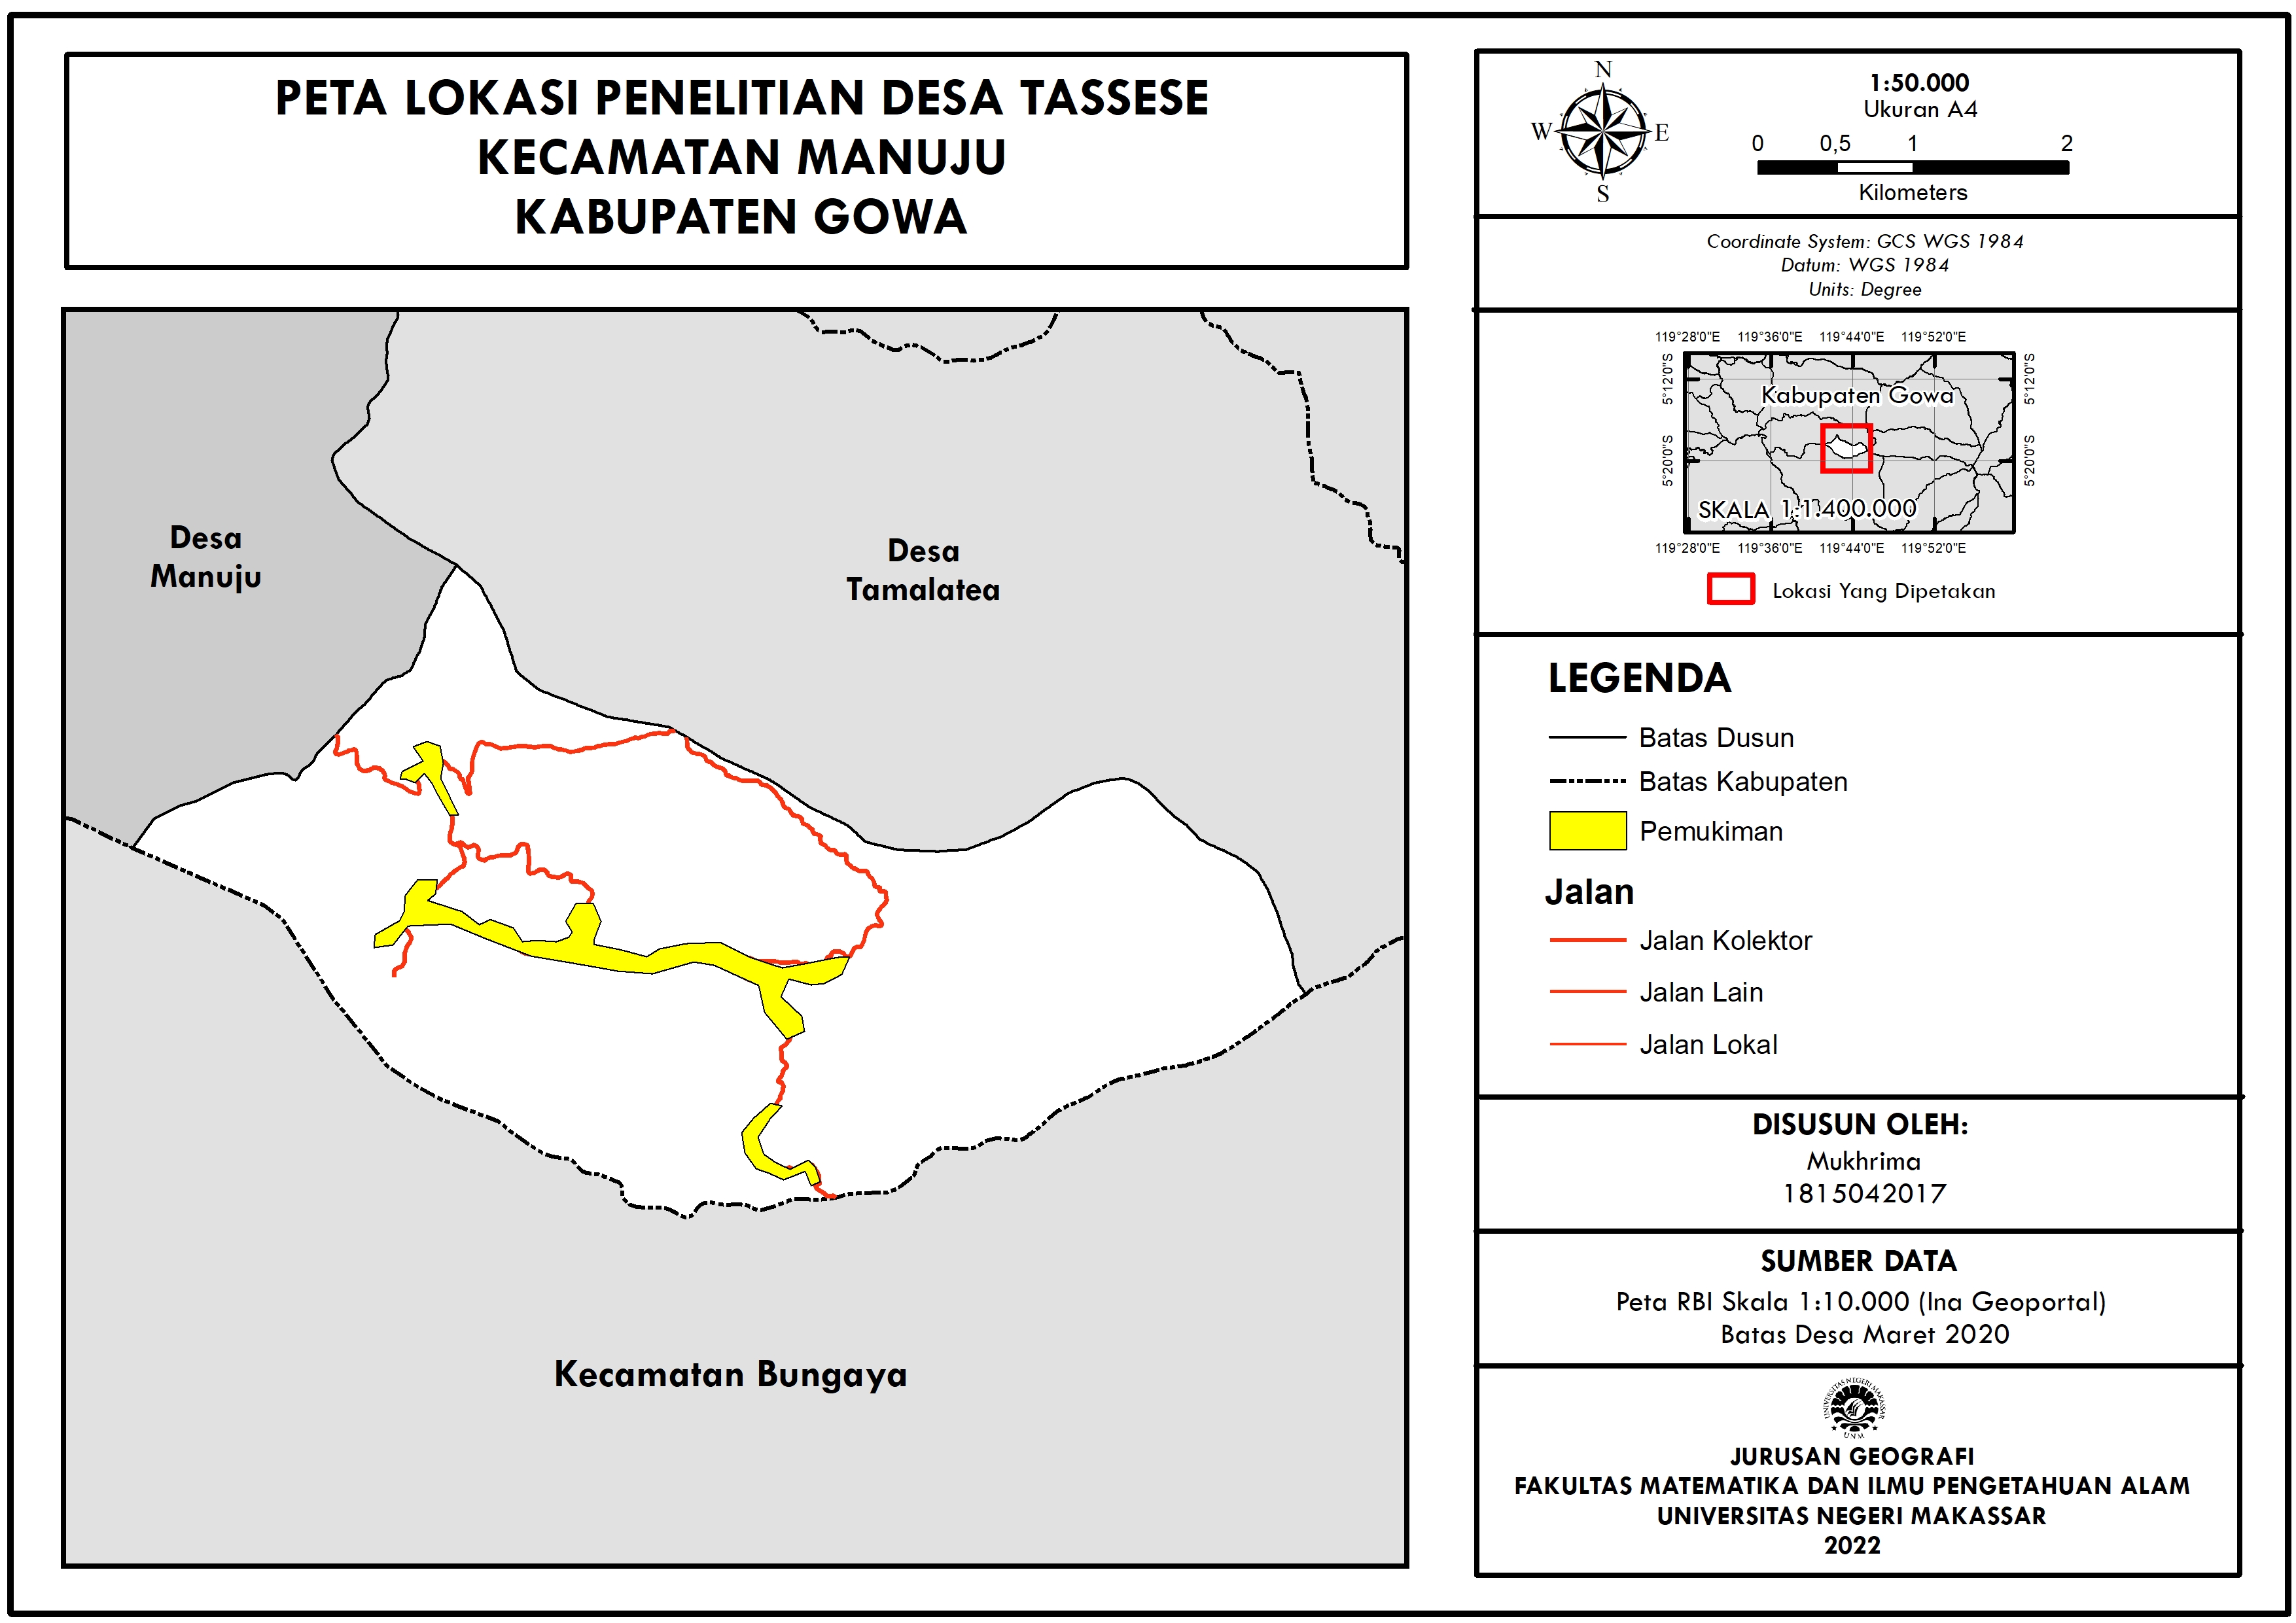 PETA LOKASI PENELITIAN DESA TASSESE
KECAMATAN MANUJU
KABUPATEN GOWA
Desa
Manuju
Desa
Tamalatea
Kecamatan Bungaya
N
W
E
S
1:50.000
Ukuran A4
0 0,5 1 2
Kilometers
Coordinate System: GCS WGS 1984
Datum: WGS 1984
Units: Degree
119°28'0"E 119°36'0"E 119°44'0"E 119°52'0"E
5°12'0"S
5°20'0"S
Kabupaten Gowa
SKALA 1:1.400.000
5°12'0"S
5°20'0"S
119°28'0"E 119°36'0"E 119°44'0"E 119°52'0"E
Lokasi Yang Dipetakan
LEGENDA
Batas Dusun
Batas Kabupaten
Pemukiman
Jalan
Jalan Kolektor
Jalan Lain
Jalan Lokal
DISUSUN OLEH:
Mukhrima
1815042017
SUMBER DATA
Peta RBI Skala 1:10.000 (Ina Geoportal)
Batas Desa Maret 2020
UNIVERSITAS NEGERI MAKASSAR
UNM
JURUSAN GEOGRAFI
FAKULTAS MATEMATIKA DAN ILMU PENGETAHUAN ALAM
UNIVERSITAS NEGERI MAKASSAR
2022